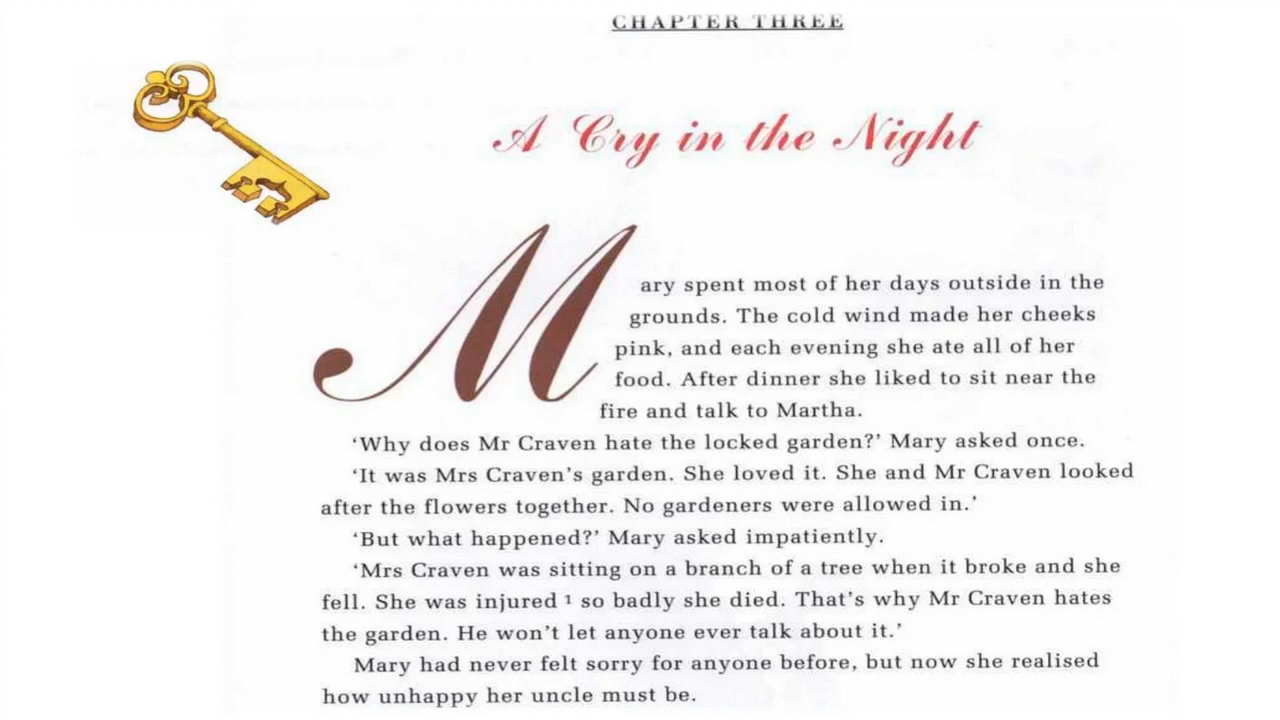 CHAPTER THREE
A Cry in the Night
Mary spent most of her days outside in the
grounds. The cold wind made her cheeks
pink, and each evening she ate all of her
food. After dinner she liked to sit near the
fire and talk to Martha.
‘Why does Mr Craven hate the locked garden?’ Mary asked once.
‘It was Mrs Craven’s garden. She loved it. She and Mr Craven looked
after the flowers together. No gardeners were allowed in.’
‘But what happened?’ Mary asked impatiently.
‘Mrs Craven was sitting on a branch of a tree when it broke and she
fell. She was injured ¹ so badly she died. That’s why Mr Craven hates
the garden. He won’t let anyone ever talk about it.’
Mary had never felt sorry for anyone before, but now she realised
how unhappy her uncle must be.